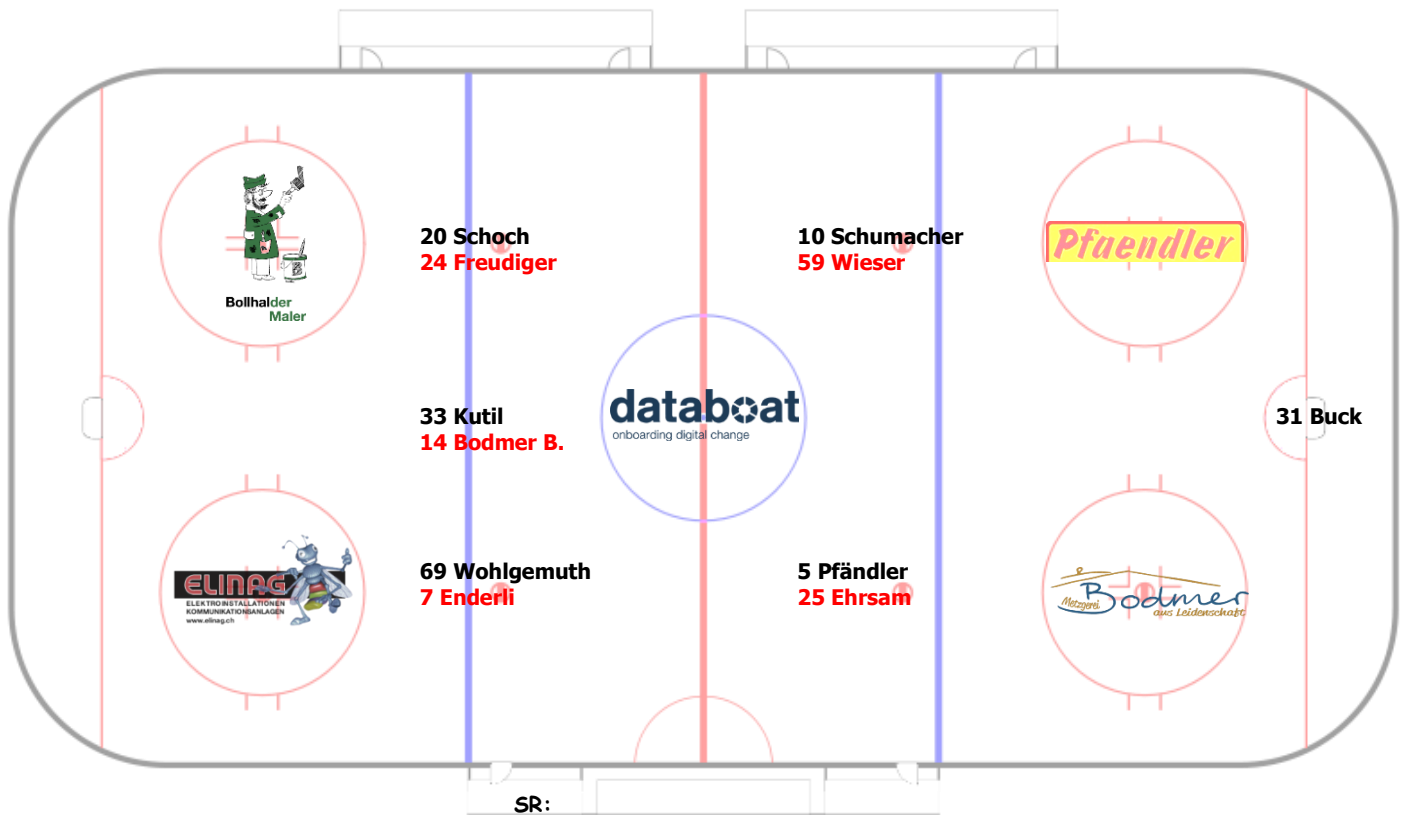 20 Schoch
24 Freudiger
10 Schumacher
59 Wieser
Pfaendler
Bollhalder
Maler
33 Kutil
14 Bodmer B.
databoat
onboarding digital change
31 Buck
69 Wohlgemuth
7 Enderli
5 Pfändler
25 Ehrsam
ELINAG
ELEKTROINSTALLATIONEN
KOMMUNIKATIONSANLAGEN
www.elinag.ch
Metzgerei
Bodmer
aus Leidenschaft
SR: